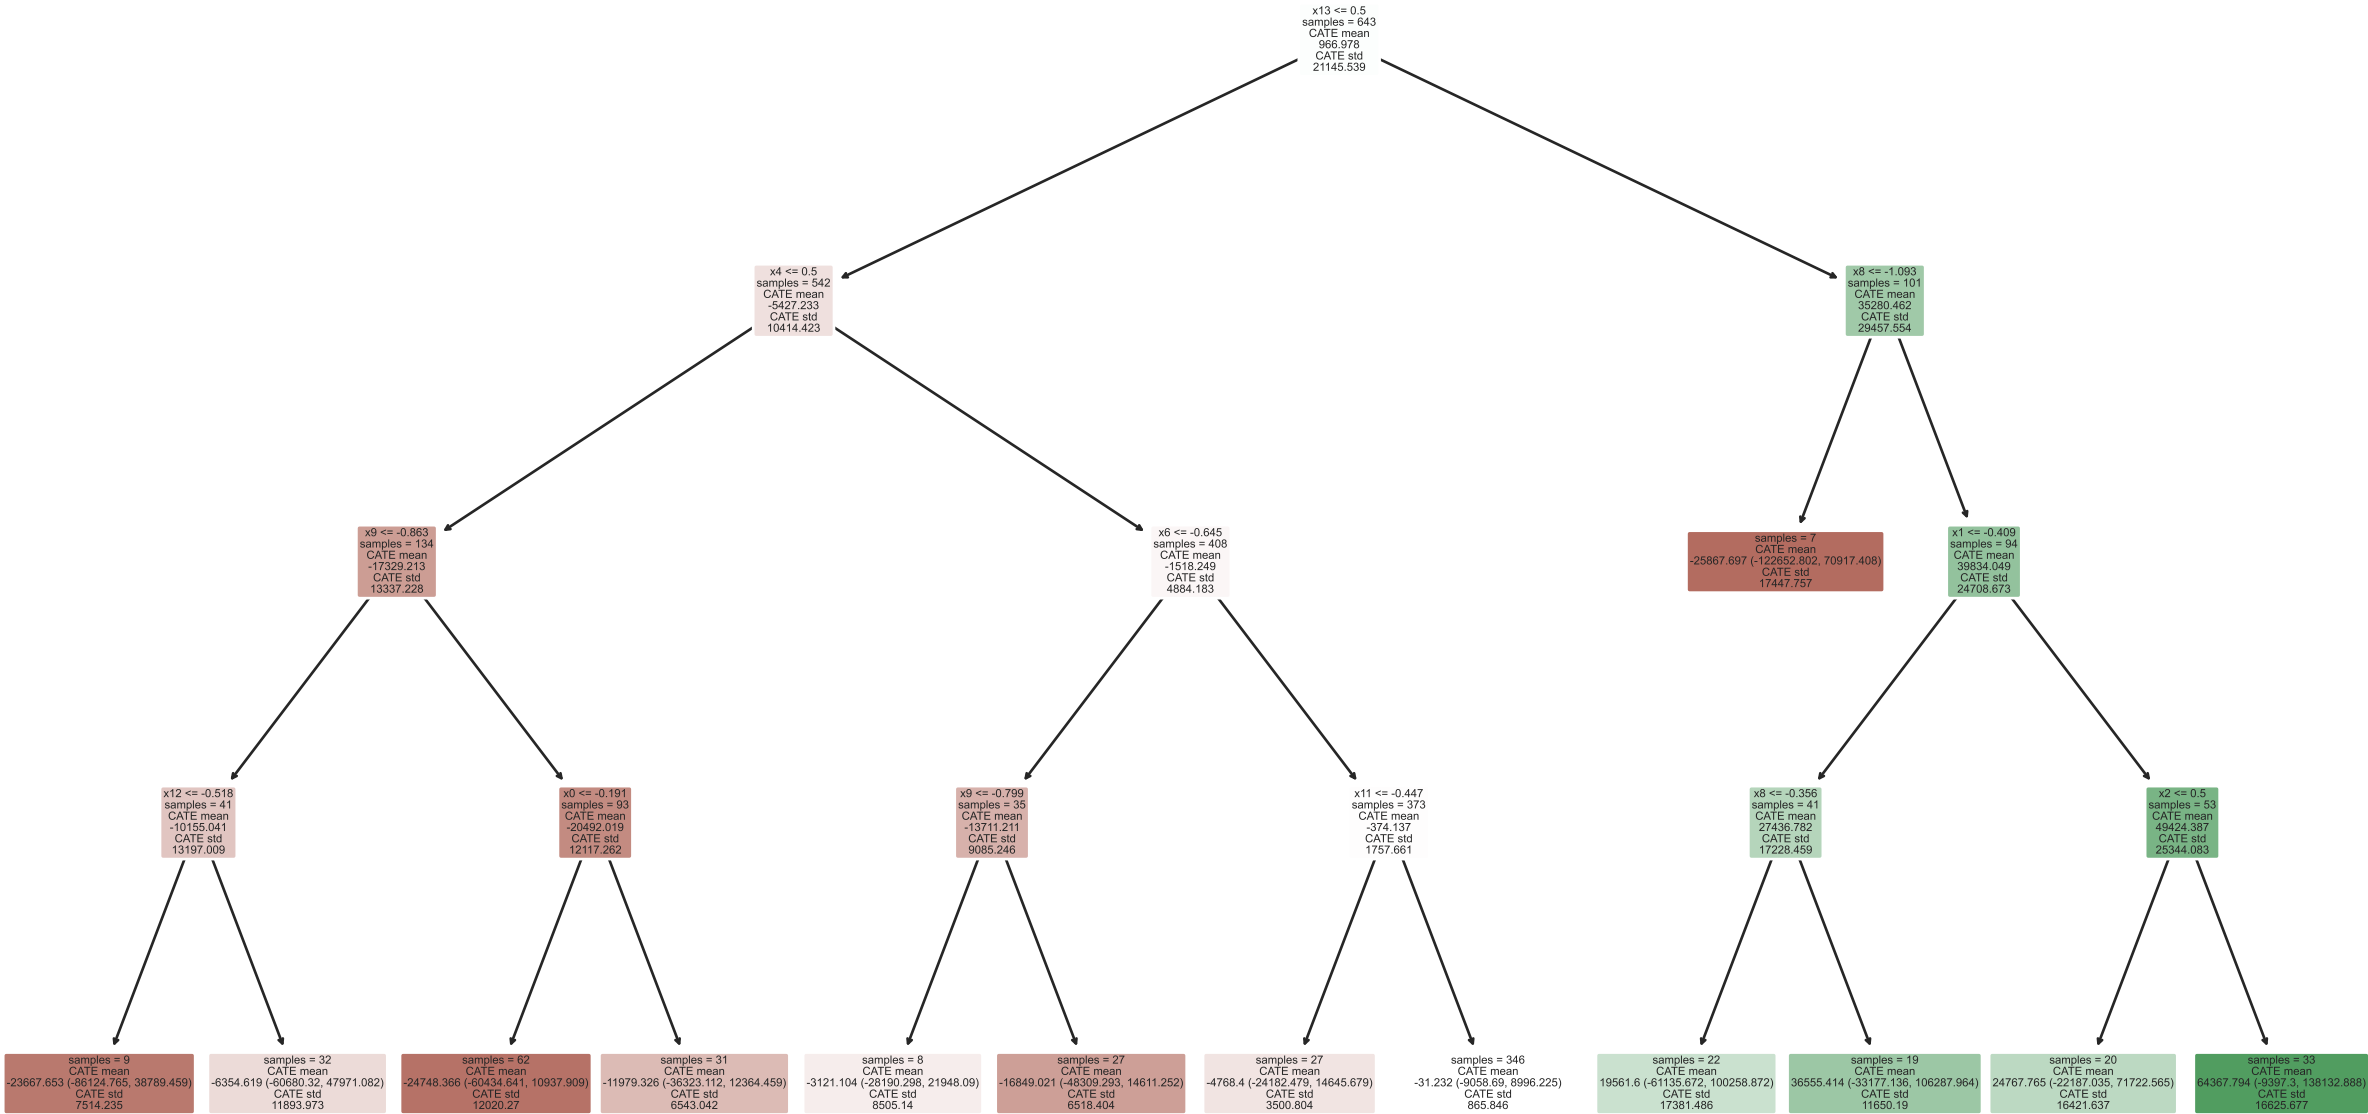 x13 <= 0.5
samples = 643
CATE mean
966.978
CATE std
21145.539
x4 <= 0.5
samples = 542
CATE mean
-5427.233
CATE std
10414.423
x8 <= -1.093
samples = 101
CATE mean
35280.462
CATE std
29457.554
x9 <= -0.863
samples = 134
CATE mean
-17329.213
CATE std
13337.228
x6 <= -0.645
samples = 408
CATE mean
-1518.249
CATE std
4884.183
samples = 7
CATE mean
-25867.697 (-122652.802, 70917.408)
CATE std
17447.757
x1 <= -0.409
samples = 94
CATE mean
39834.049
CATE std
24708.673
x12 <= -0.518
samples = 41
CATE mean
-10155.041
CATE std
13197.009
x0 <= -0.191
samples = 93
CATE mean
-20492.019
CATE std
12117.262
x9 <= -0.799
samples = 35
CATE mean
-13711.211
CATE std
9085.246
x11 <= -0.447
samples = 373
CATE mean
-374.137
CATE std
1757.661
x8 <= -0.356
samples = 41
CATE mean
27436.782
CATE std
17228.459
x2 <= 0.5
samples = 53
CATE mean
49424.387
CATE std
25344.083
samples = 9
CATE mean
-23667.653 (-86124.765, 38789.459)
CATE std
7514.235
samples = 32
CATE mean
-6354.619 (-60680.32, 47971.082)
CATE std
11893.973
samples = 62
CATE mean
-24748.366 (-60434.641, 10937.909)
CATE std
12020.27
samples = 31
CATE mean
-11979.326 (-36323.112, 12364.459)
CATE std
6543.042
samples = 8
CATE mean
-3121.104 (-28190.298, 21948.09)
CATE std
8505.14
samples = 27
CATE mean
-16849.021 (-48309.293, 14611.252)
CATE std
6518.404
samples = 27
CATE mean
-4768.4 (-24182.479, 14645.679)
CATE std
3500.804
samples = 346
CATE mean
-31.232 (-9058.69, 8996.225)
CATE std
865.846
samples = 22
CATE mean
19561.6 (-61135.672, 100258.872)
CATE std
17381.486
samples = 19
CATE mean
36555.414 (-33177.136, 106287.964)
CATE std
11650.19
samples = 20
CATE mean
24767.765 (-22187.035, 71722.565)
CATE std
16421.637
samples = 33
CATE mean
64367.794 (-9397.3, 138132.888)
CATE std
16625.677